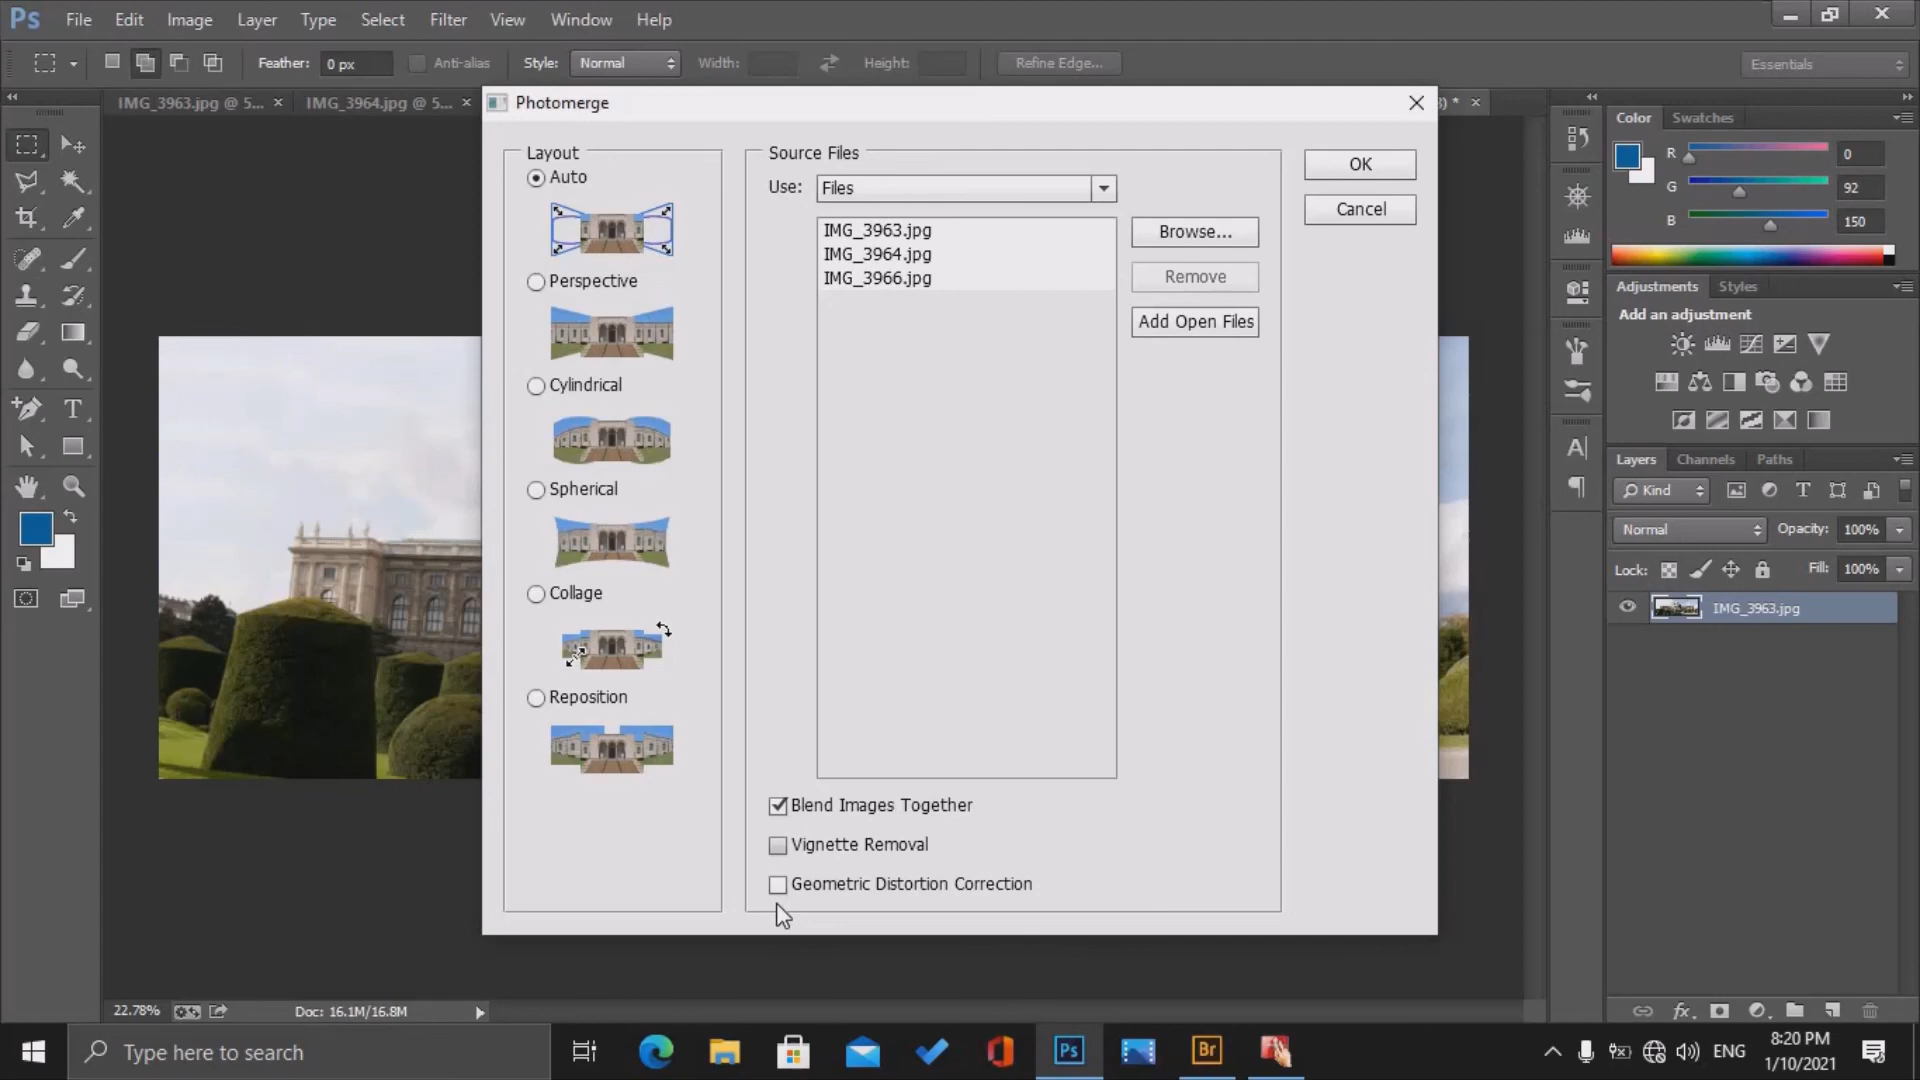 Ps File Edit Image Layer Type Select Filter View Window Help
Feather: 0 px Anti-alias Style: Normal Width: Height: Refine Edge... Essentials
IMG_3963.jpg @ 5... × IMG_3964.jpg @ 5... × ) * ×
Photomerge
Layout
Auto
Perspective
Cylindrical
Spherical
Collage
Reposition
Source Files
Use: Files
IMG_3963.jpg
IMG_3964.jpg
IMG_3966.jpg
Browse...
Remove
Add Open Files
OK
Cancel
Blend Images Together
Vignette Removal
Geometric Distortion Correction
Color Swatches
R 0
G 92
B 150
Adjustments Styles
Add an adjustment
Layers Channels Paths
Kind
Normal Opacity: 100%
Lock: Fill: 100%
IMG_3963.jpg
22.78% Doc: 16.1M/16.8M
Type here to search
Ps
Br
ENG
8:20 PM
1/10/2021